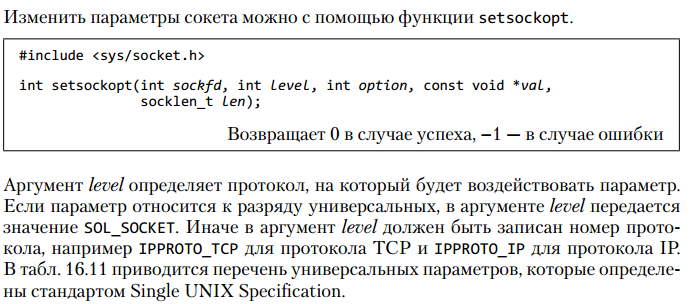 Изменить параметры сокета можно с помощью функции setsockopt.
#include <sys/socket.h>
int setsockopt(int sockfd, int level, int option, const void *val,
socklen_t len);
Возвращает 0 в случае успеха, –1 — в случае ошибки
Аргумент level определяет протокол, на который будет воздействовать параметр.
Если параметр относится к разряду универсальных, в аргументе level передается
значение SOL_SOCKET. Иначе в аргумент level должен быть записан номер прото-
кола, например IPPROTO_TCP для протокола TCP и IPPROTO_IP для протокола IP.
В табл. 16.11 приводится перечень универсальных параметров, которые определе-
ны стандартом Single UNIX Specification.